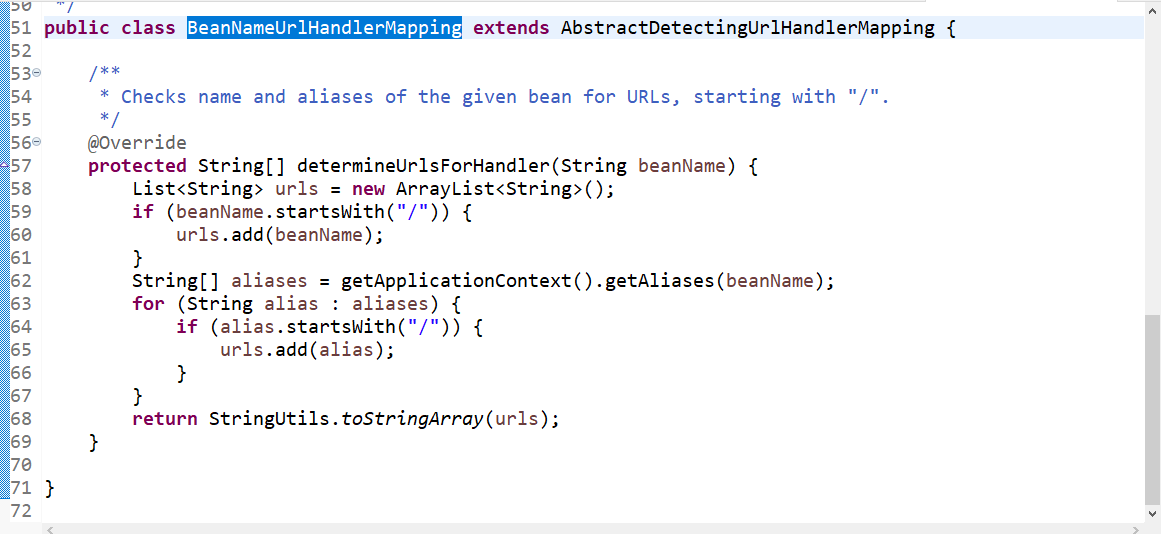 50  */
51 public class BeanNameUrlHandlerMapping extends AbstractDetectingUrlHandlerMapping {
52
53     /**
54      * Checks name and aliases of the given bean for URLs, starting with "/".
55      */
56     @Override
57     protected String[] determineUrlsForHandler(String beanName) {
58         List<String> urls = new ArrayList<String>();
59         if (beanName.startsWith("/")) {
60             urls.add(beanName);
61         }
62         String[] aliases = getApplicationContext().getAliases(beanName);
63         for (String alias : aliases) {
64             if (alias.startsWith("/")) {
65                 urls.add(alias);
66             }
67         }
68         return StringUtils.toStringArray(urls);
69     }
70
71 }
72